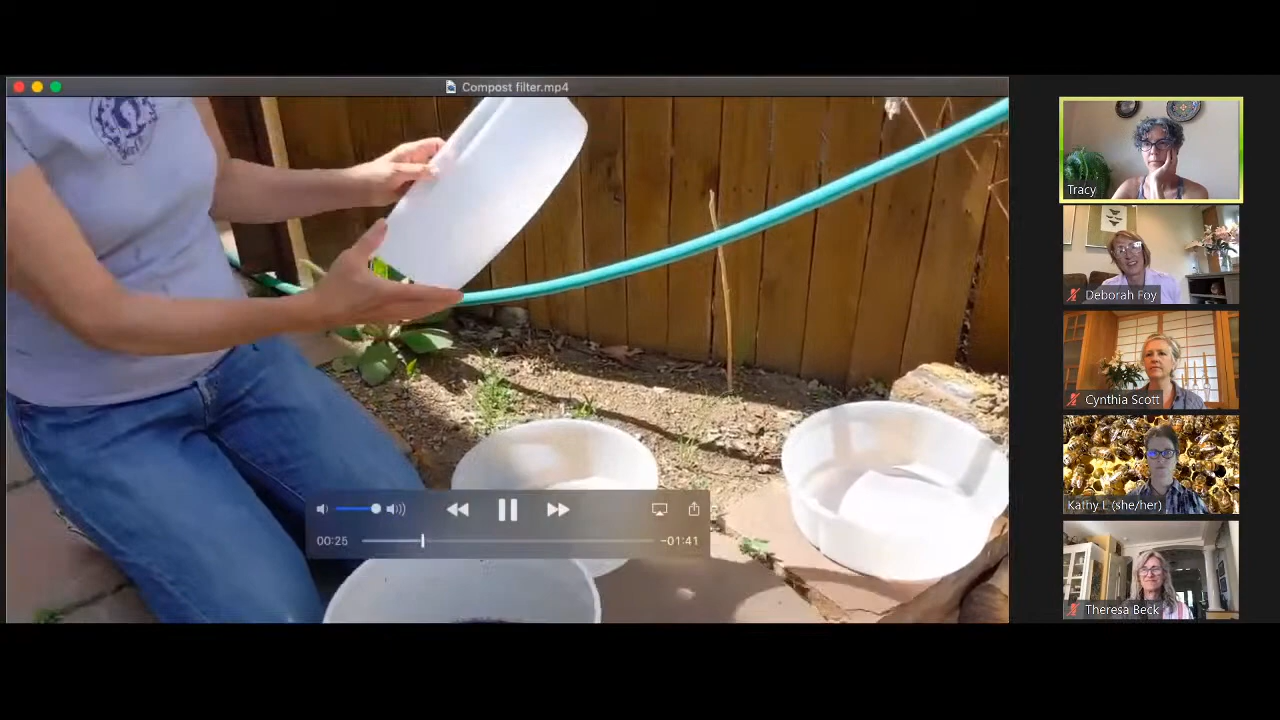 Compost filter.mp4
00:25
-01:41
Tracy
Deborah Foy
Cynthia Scott
Kathy L (she/her)
Theresa Beck